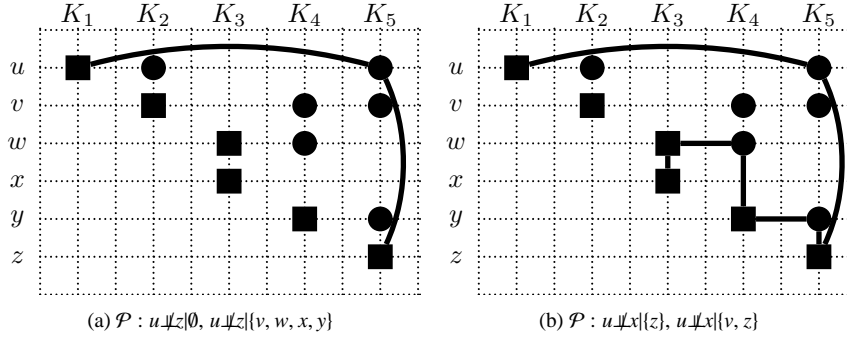 K₁ K₂ K₃ K₄ K₅ K₁ K₂ K₃ K₄ K₅
u u
v v
w w
x x
y y
z z
(a) 𝒫 : u⊥̸⊥z|∅, u⊥̸⊥z|{v, w, x, y} (b) 𝒫 : u⊥̸⊥x|{z}, u⊥̸⊥x|{v, z}